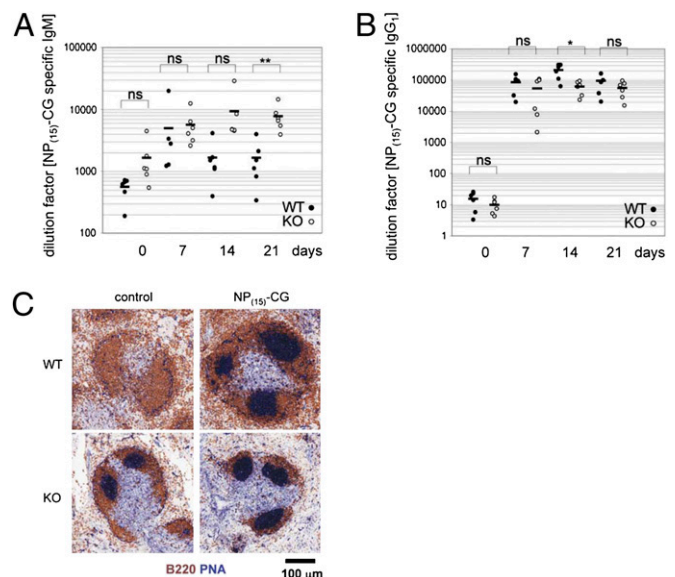 A
dilution factor [NP(15)-CG specific IgM]
100000
10000
1000
100
ns
ns
ns
**
WT ●
KO ○
0 7 14 21 days
B
dilution factor [NP(15)-CG specific IgG1]
1000000
100000
10000
1000
100
10
1
ns
ns
*
ns
WT ●
KO ○
0 7 14 21 days
C
control NP(15)-CG
WT
KO
B220 PNA
100 µm